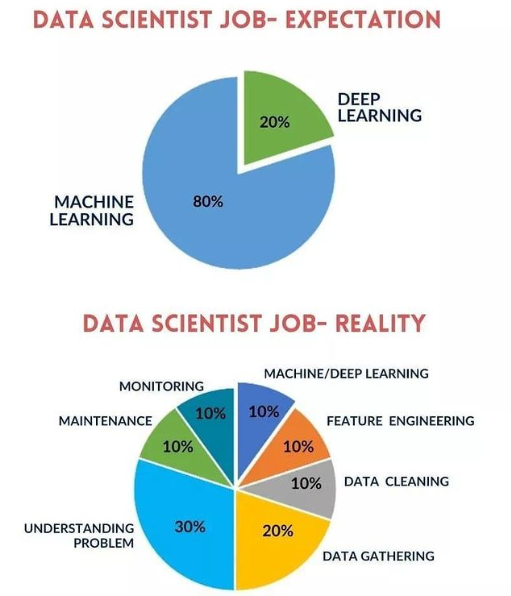 DATA SCIENTIST JOB- EXPECTATION
DEEP
LEARNING
20%
MACHINE
LEARNING
80%
DATA SCIENTIST JOB- REALITY
MACHINE/DEEP LEARNING
MONITORING
10%
10%
MAINTENANCE
FEATURE ENGINEERING
10%
10%
DATA CLEANING
10%
UNDERSTANDING
PROBLEM
30%
20%
DATA GATHERING